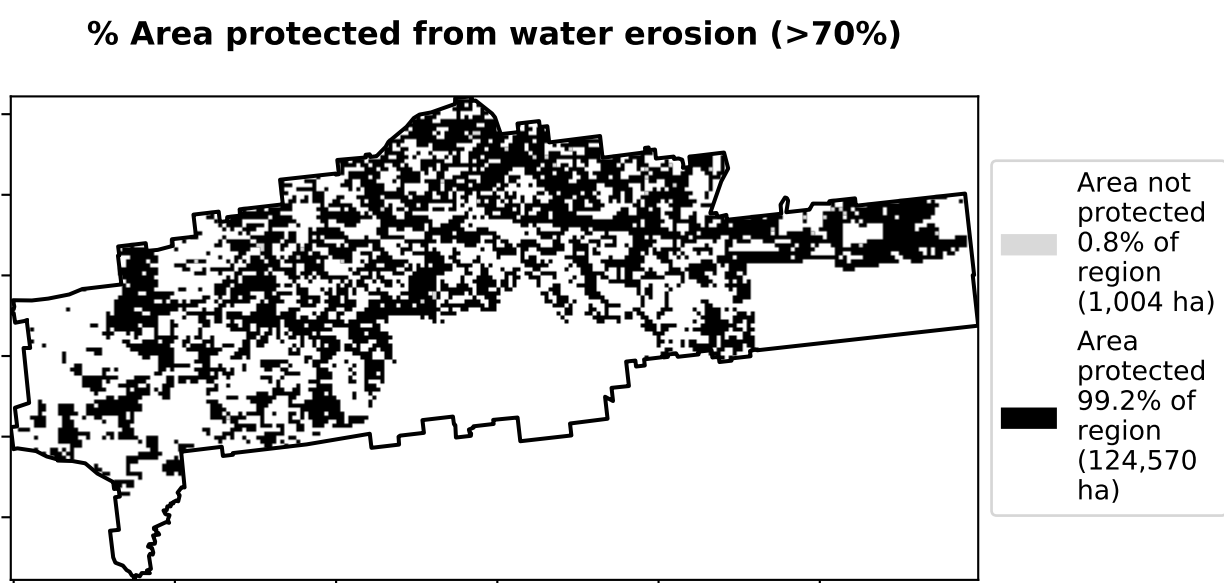 % Area protected from water erosion (>70%)
Area not
protected
0.8% of
region
(1,004 ha)
Area
protected
99.2% of
region
(124,570
ha)